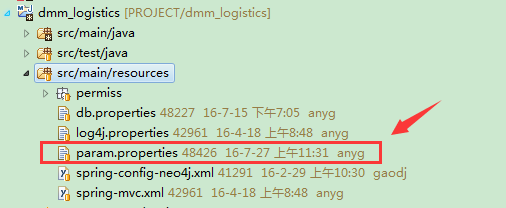 dmm_logistics [PROJECT/dmm_logistics]
src/main/java
src/test/java
src/main/resources
permiss
db.properties 48227 16-7-15 下午7:05 anyg
log4j.properties 42961 16-4-18 上午8:48 anyg
param.properties 48426 16-7-27 上午11:31 anyg
spring-config-neo4j.xml 41291 16-2-29 上午10:30 gaodj
spring-mvc.xml 42961 16-4-18 上午8:48 anyg